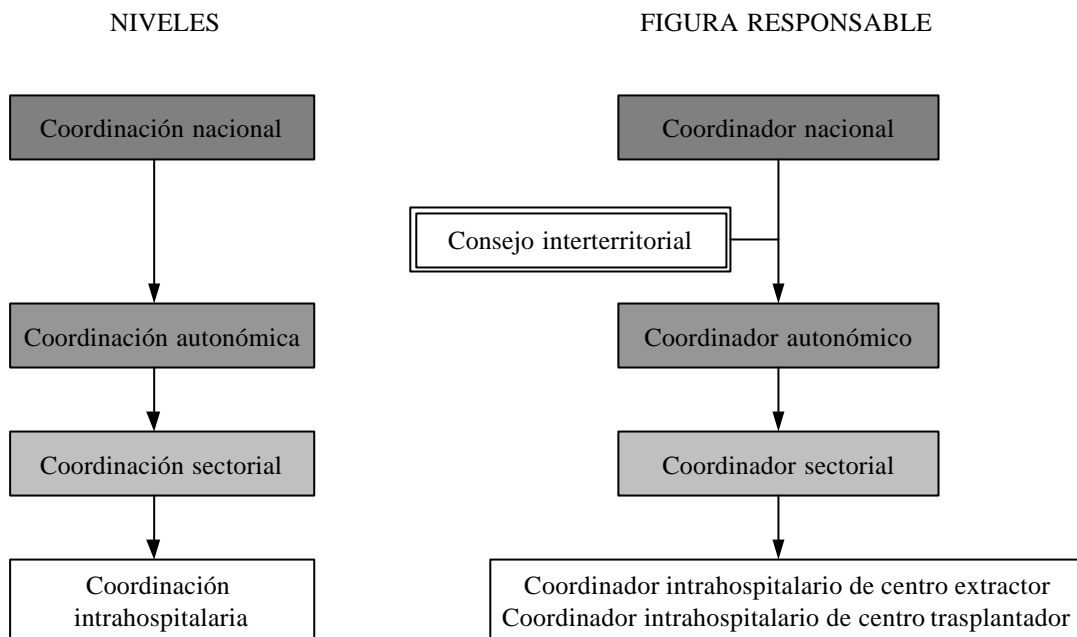 NIVELES
FIGURA RESPONSABLE
Coordinación nacional
Coordinador nacional
Consejo interterritorial
Coordinación autonómica
Coordinador autonómico
Coordinación sectorial
Coordinador sectorial
Coordinación
intrahospitalaria
Coordinador intrahospitalario de centro extractor
Coordinador intrahospitalario de centro trasplantador